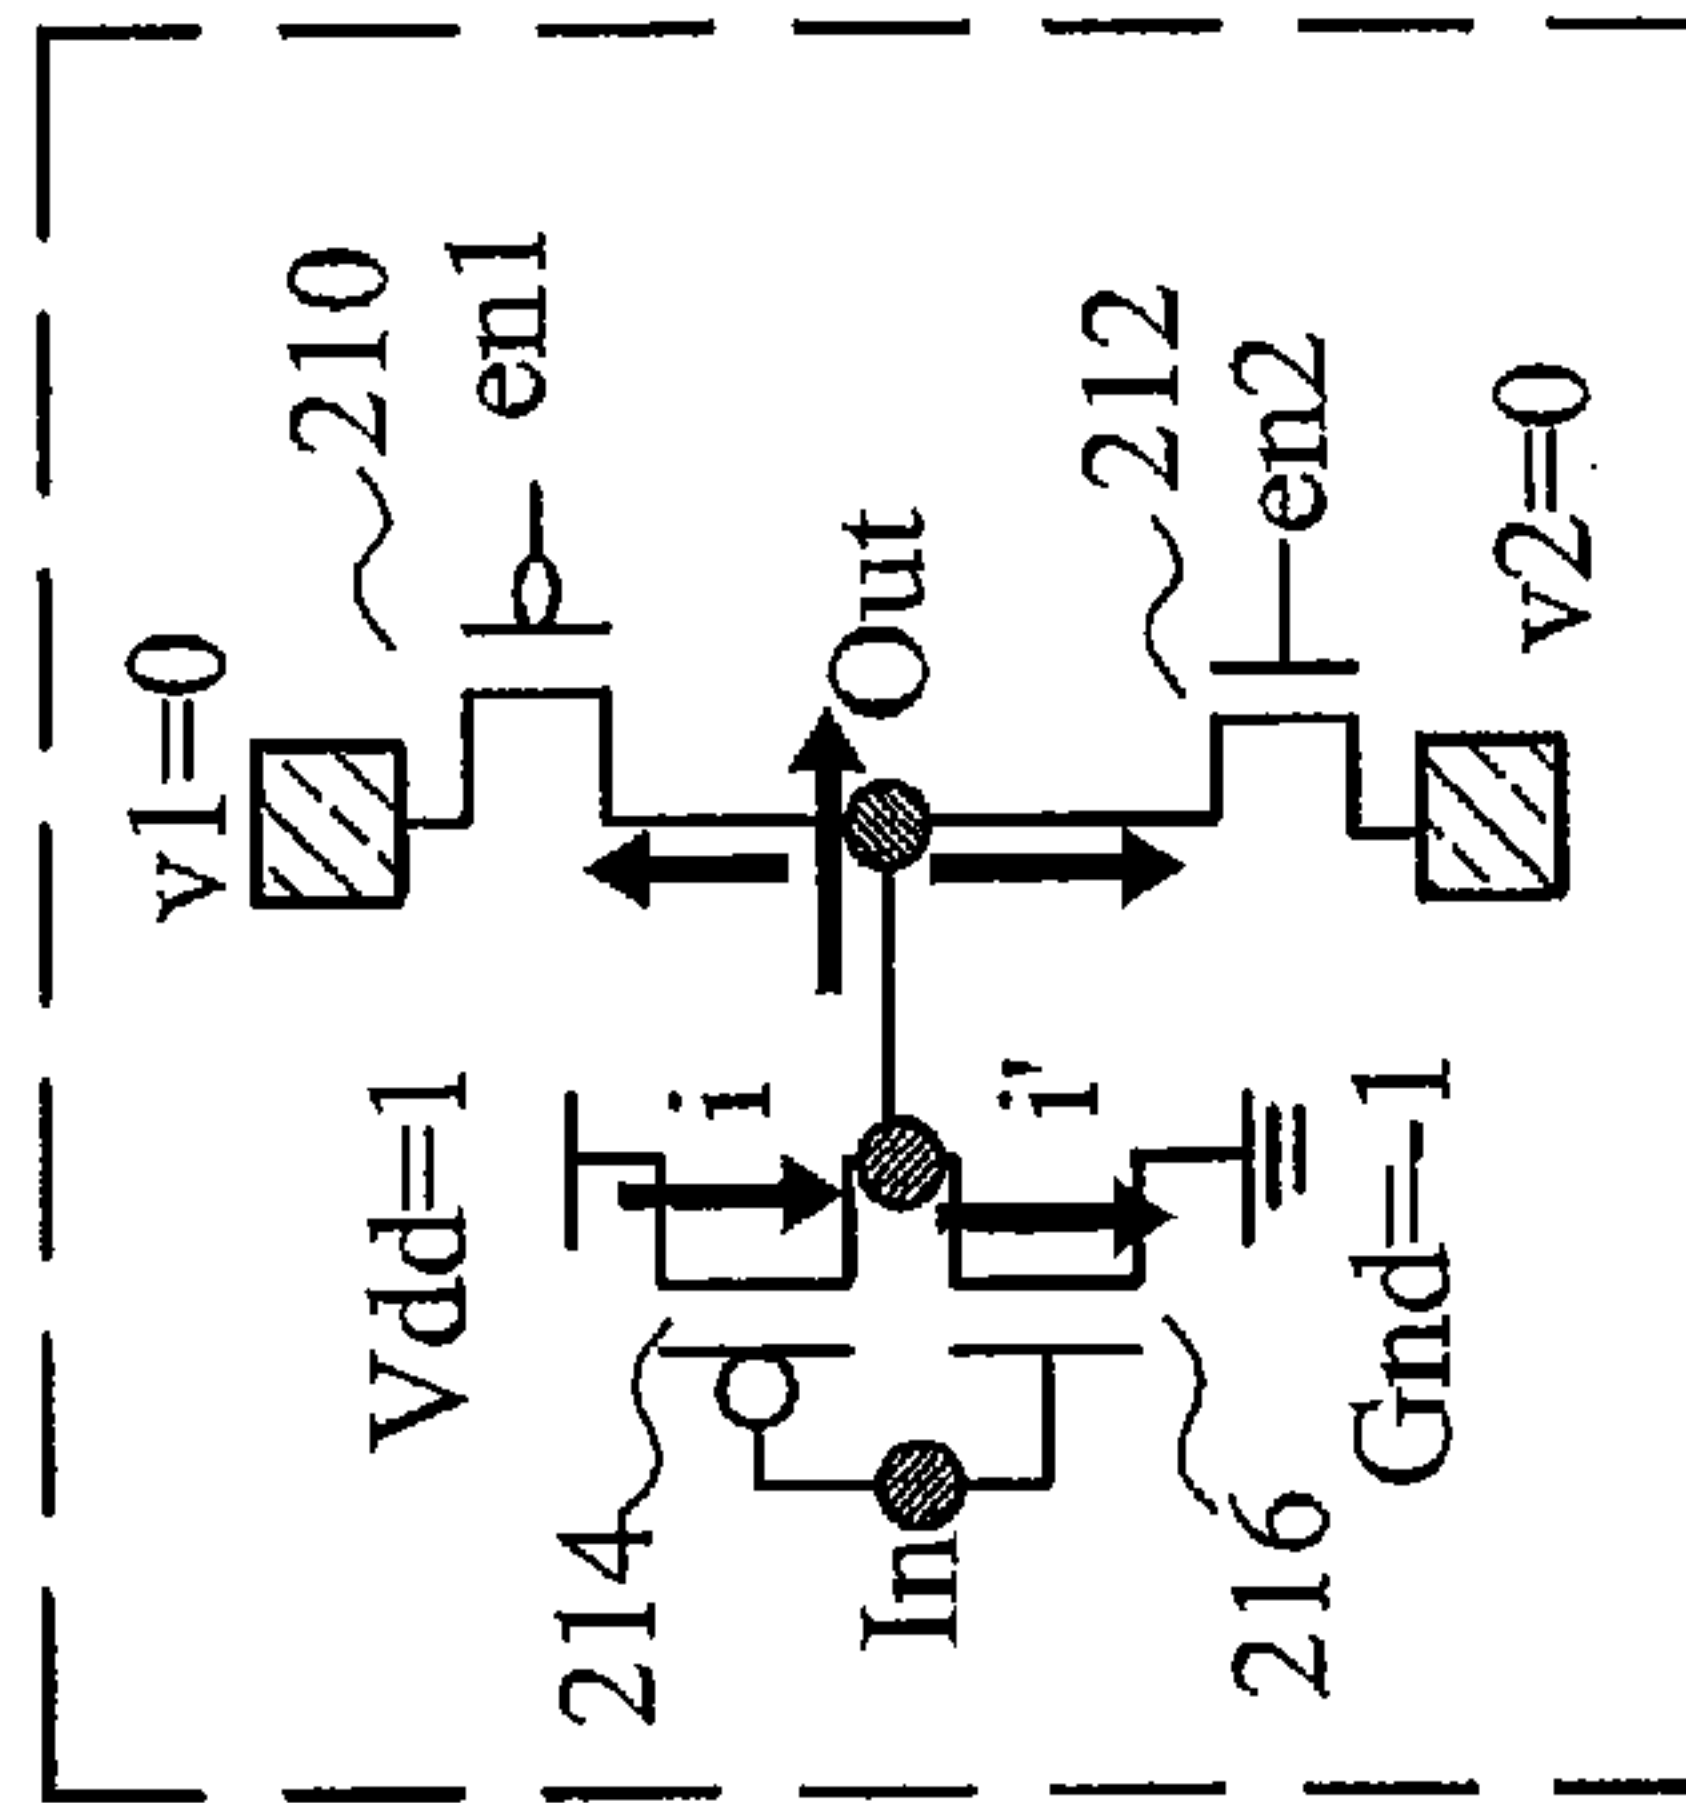 v1=0
210
Vdd=1
en1
214
i
Out
In
i'
212
216
en2
Gnd=-1
v2=0